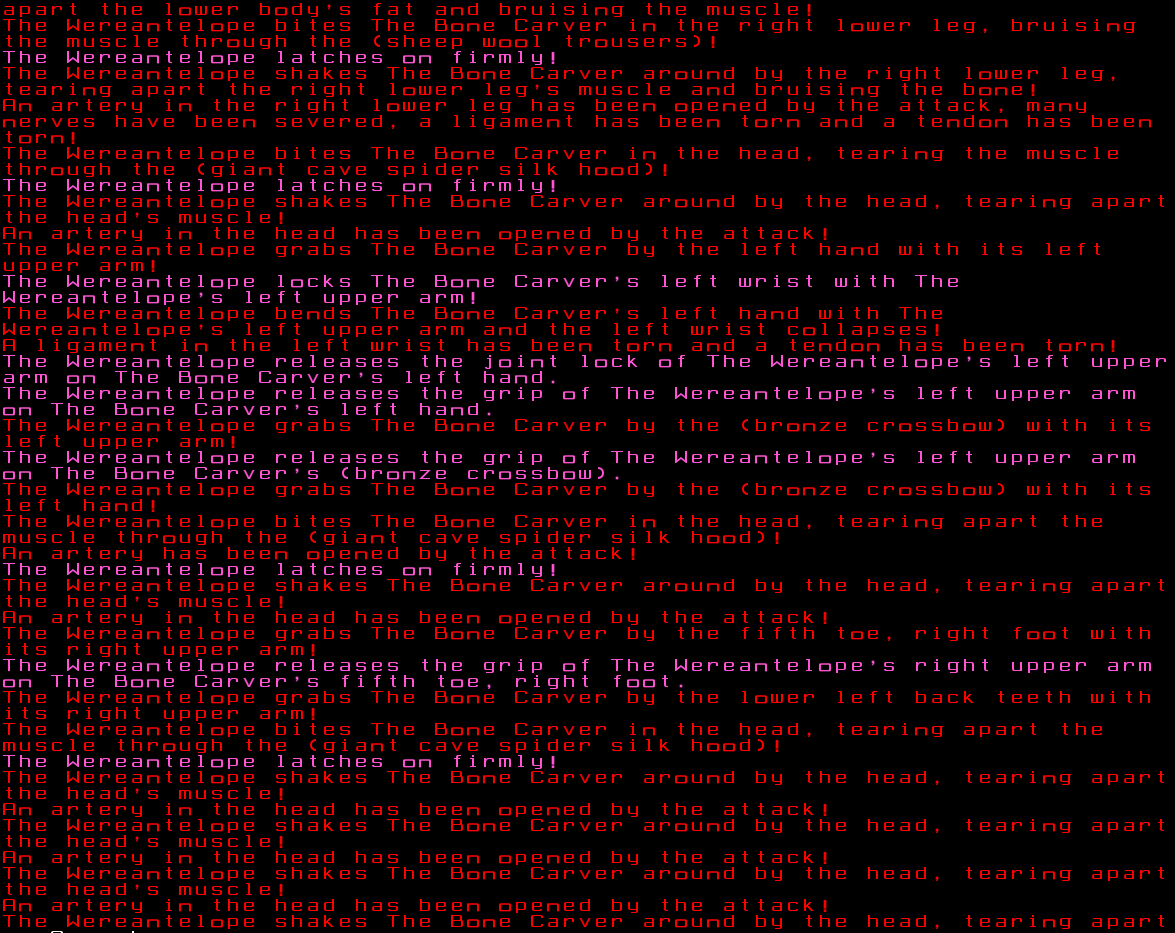 apart the lower body's fat and bruising the muscle!
The Wereantelope bites The Bone Carver in the right lower leg, bruising
the muscle through the (sheep wool trousers)!
The Wereantelope latches on firmly!
The Wereantelope shakes The Bone Carver around by the right lower leg,
tearing apart the right lower leg's muscle and bruising the bone!
An artery in the right lower leg has been opened by the attack, many
nerves have been severed, a ligament has been torn and a tendon has been
torn!
The Wereantelope bites The Bone Carver in the head, tearing the muscle
through the (giant cave spider silk hood)!
The Wereantelope latches on firmly!
The Wereantelope shakes The Bone Carver around by the head, tearing apart
the head's muscle!
An artery in the head has been opened by the attack!
The Wereantelope grabs The Bone Carver by the left hand with its left
upper arm!
The Wereantelope locks The Bone Carver's left wrist with The
Wereantelope's left upper arm!
The Wereantelope bends The Bone Carver's left hand with The
Wereantelope's left upper arm and the left wrist collapses!
A ligament in the left wrist has been torn and a tendon has been torn!
The Wereantelope releases the joint lock of The Wereantelope's left upper
arm on The Bone Carver's left hand.
The Wereantelope releases the grip of The Wereantelope's left upper arm
on The Bone Carver's left hand.
The Wereantelope grabs The Bone Carver by the (bronze crossbow) with its
left upper arm!
The Wereantelope releases the grip of The Wereantelope's left upper arm
on The Bone Carver's (bronze crossbow).
The Wereantelope grabs The Bone Carver by the (bronze crossbow) with its
left hand!
The Wereantelope bites The Bone Carver in the head, tearing apart the
muscle through the (giant cave spider silk hood)!
An artery has been opened by the attack!
The Wereantelope latches on firmly!
The Wereantelope shakes The Bone Carver around by the head, tearing apart
the head's muscle!
An artery in the head has been opened by the attack!
The Wereantelope grabs The Bone Carver by the fifth toe, right foot with
its right upper arm!
The Wereantelope releases the grip of The Wereantelope's right upper arm
on The Bone Carver's fifth toe, right foot.
The Wereantelope grabs The Bone Carver by the lower left back teeth with
its right upper arm!
The Wereantelope bites The Bone Carver in the head, tearing apart the
muscle through the (giant cave spider silk hood)!
The Wereantelope latches on firmly!
The Wereantelope shakes The Bone Carver around by the head, tearing apart
the head's muscle!
An artery in the head has been opened by the attack!
The Wereantelope shakes The Bone Carver around by the head, tearing apart
the head's muscle!
An artery in the head has been opened by the attack!
The Wereantelope shakes The Bone Carver around by the head, tearing apart
the head's muscle!
An artery in the head has been opened by the attack!
The Wereantelope shakes The Bone Carver around by the head, tearing apart